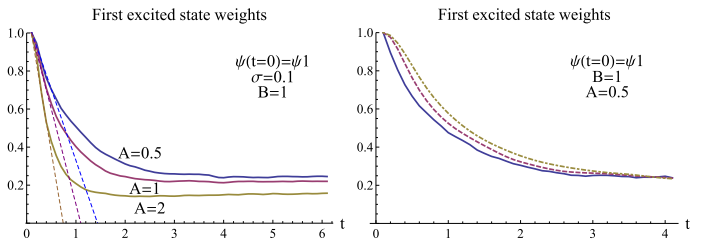 First excited state weights
1.0
0.8
0.6
0.4
0.2
0
1
2
3
4
5
6
t
ψ(t=0)=ψ1
σ=0.1
B=1
A=0.5
A=1
A=2
First excited state weights
1.0
0.8
0.6
0.4
0.2
0
1
2
3
4
t
ψ(t=0)=ψ1
B=1
A=0.5